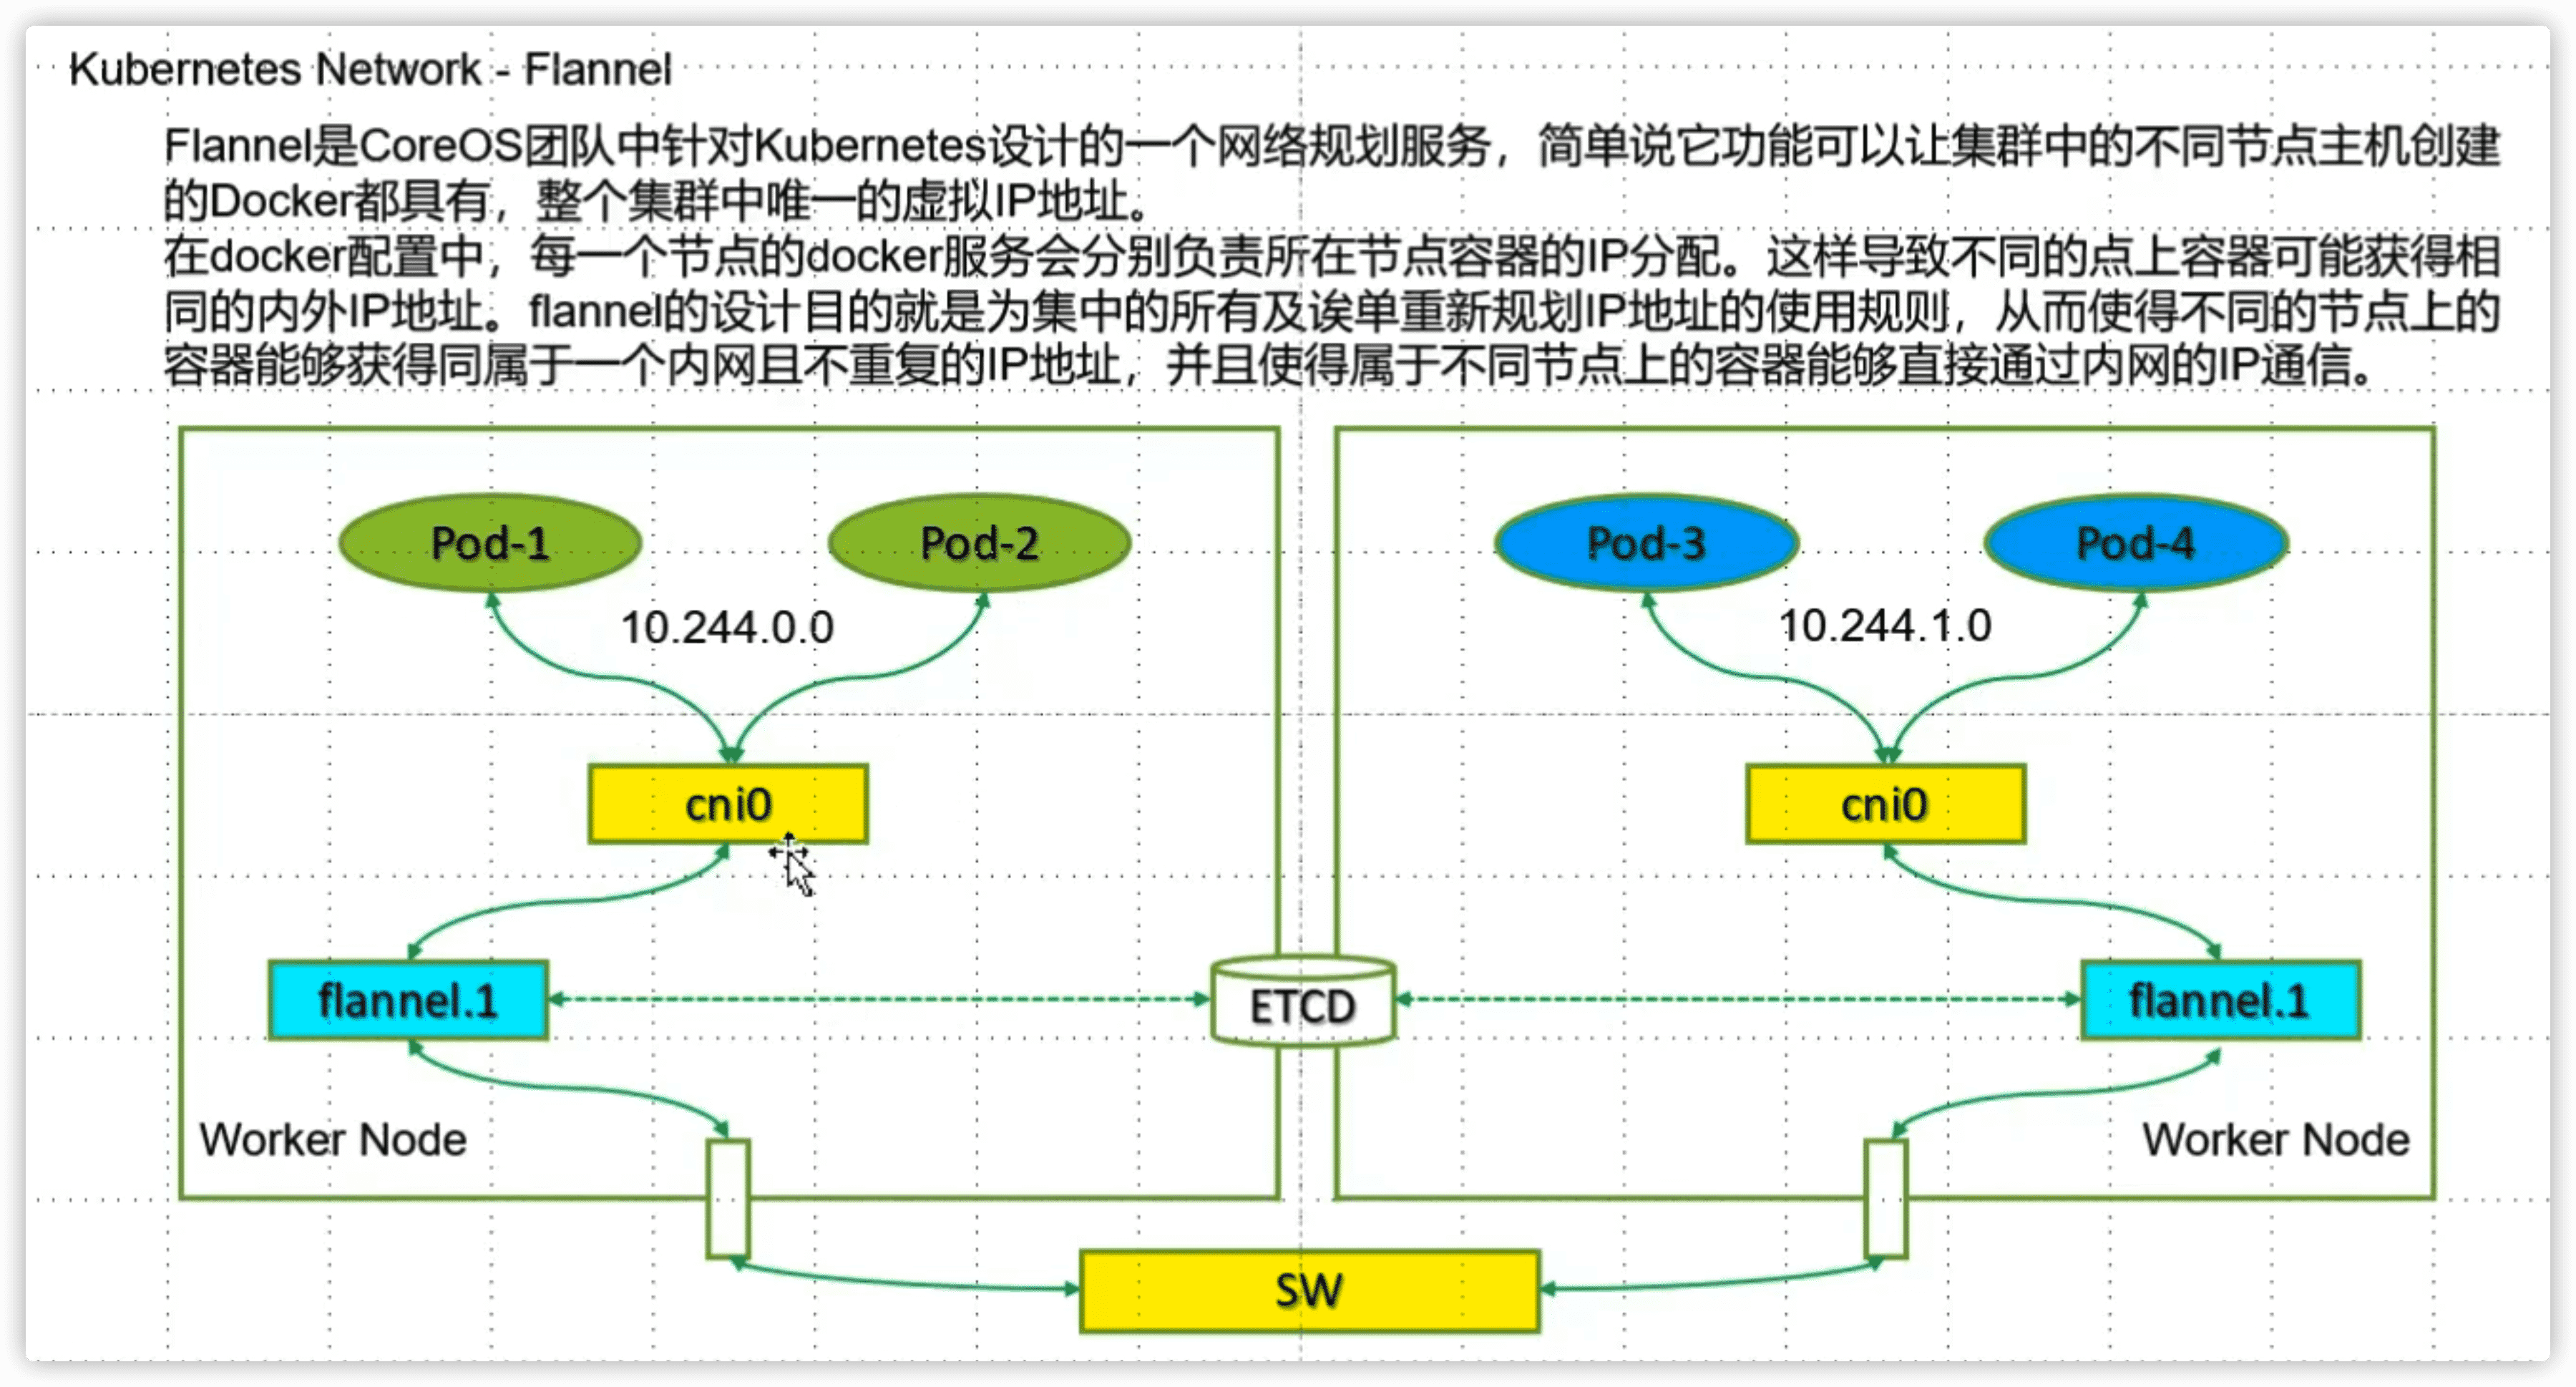 Kubernetes Network - Flannel
Flannel是CoreOS团队中针对Kubernetes设计的一个网络规划服务，简单说它功能可以让集群中的不同节点主机创建
的Docker都具有，整个集群中唯一的虚拟IP地址。
在docker配置中，每一个节点的docker服务会分别负责所在节点容器的IP分配。这样导致不同的点上容器可能获得相
同的内外IP地址。flannel的设计目的就是为集中的所有及诶单重新规划IP地址的使用规则，从而使得不同的节点上的
容器能够获得同属于一个内网且不重复的IP地址，并且使得属于不同节点上的容器能够直接通过内网的IP通信。
Pod-1
Pod-2
Pod-3
Pod-4
10.244.0.0
10.244.1.0
cni0
cni0
flannel.1
ETCD
flannel.1
Worker Node
Worker Node
SW